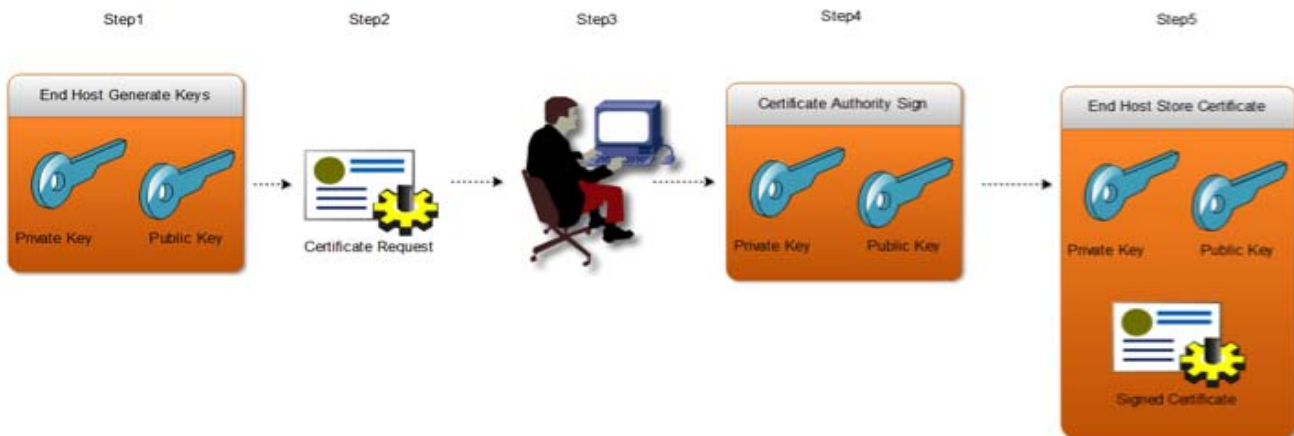 Step1
Step2
Step3
Step4
Step5
End Host Generate Keys
Private Key
Public Key
Certificate Request
Certificate Authority Sign
Private Key
Public Key
End Host Store Certificate
Private Key
Public Key
Signed Certificate